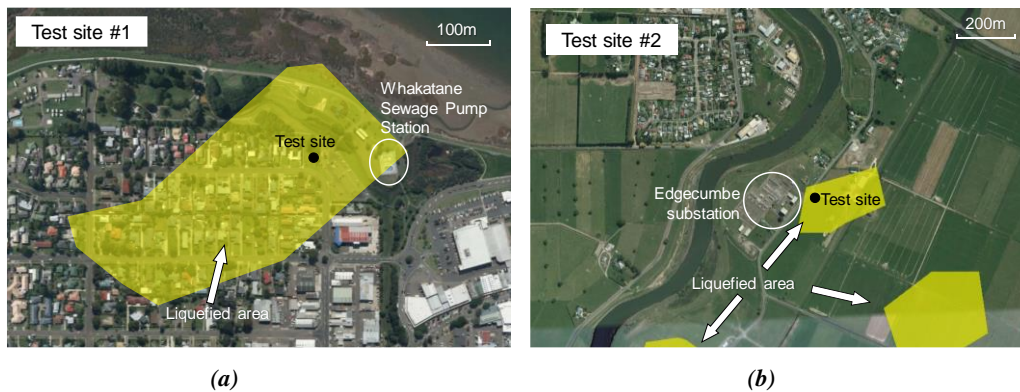 Test site #1
100m
Whakatane
Sewage Pump
Station
Test site
Liquefied area
(a)
Test site #2
200m
Edgecumbe
substation
Test site
Liquefied area
(b)